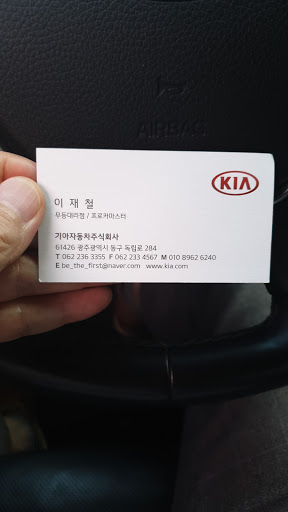 AIRBAG
KIA
이 재 철
무등대리점 / 프로카마스터
기아자동차주식회사
61426 광주광역시 동구 독립로 284
T 062 236 3355 F 062 233 4567 M 010 8962 6240
E be_the_first@naver.com www.kia.com